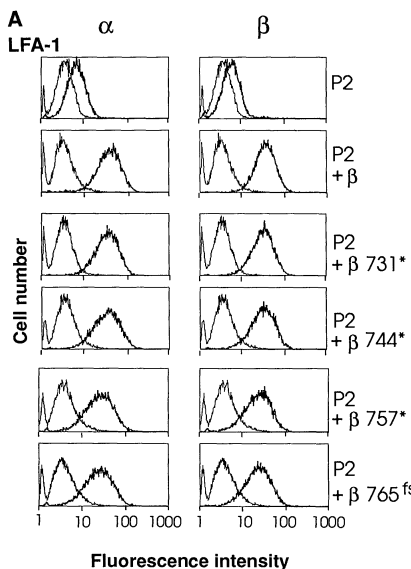 A
α β
LFA-1
P2
P2
+ β
P2
+ β 731*
P2
+ β 744*
P2
+ β 757*
P2
+ β 765fs
Cell number
1 10 100 1000 1 10 100 1000
Fluorescence intensity